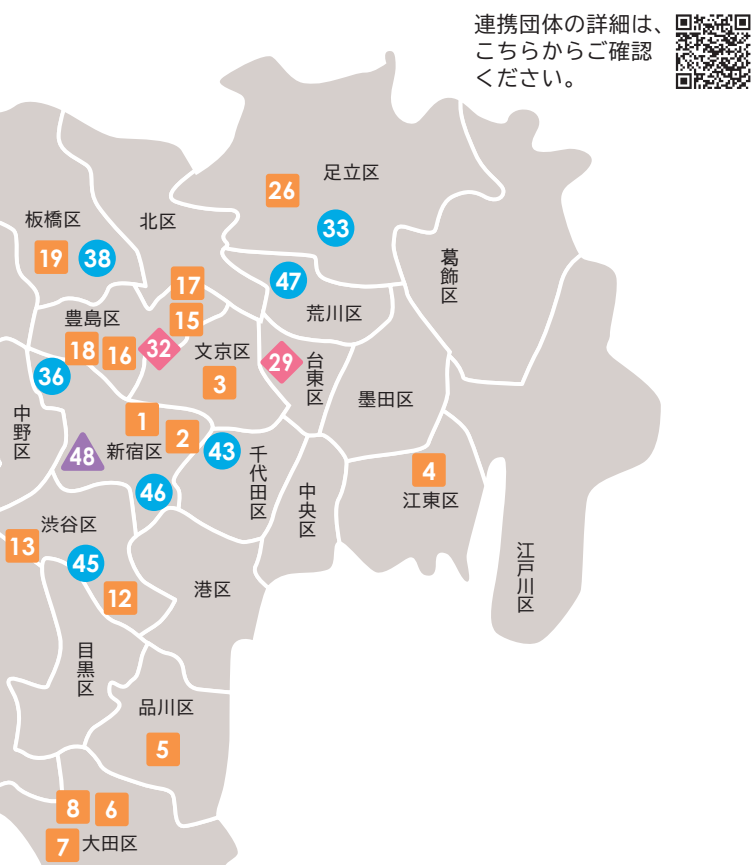 連携団体の詳細は、
こちらからご確認
ください。
足立区
26
33
板橋区
北区
19
38
葛飾区
17
47
荒川区
豊島区
15
18
16
32
文京区
29
台東区
36
3
墨田区
中野区
1
2
新宿区
48
43
千代田区
4
江東区
46
中央区
渋谷区
13
45
江戸川区
12
港区
目黒区
品川区
5
8
6
7
大田区